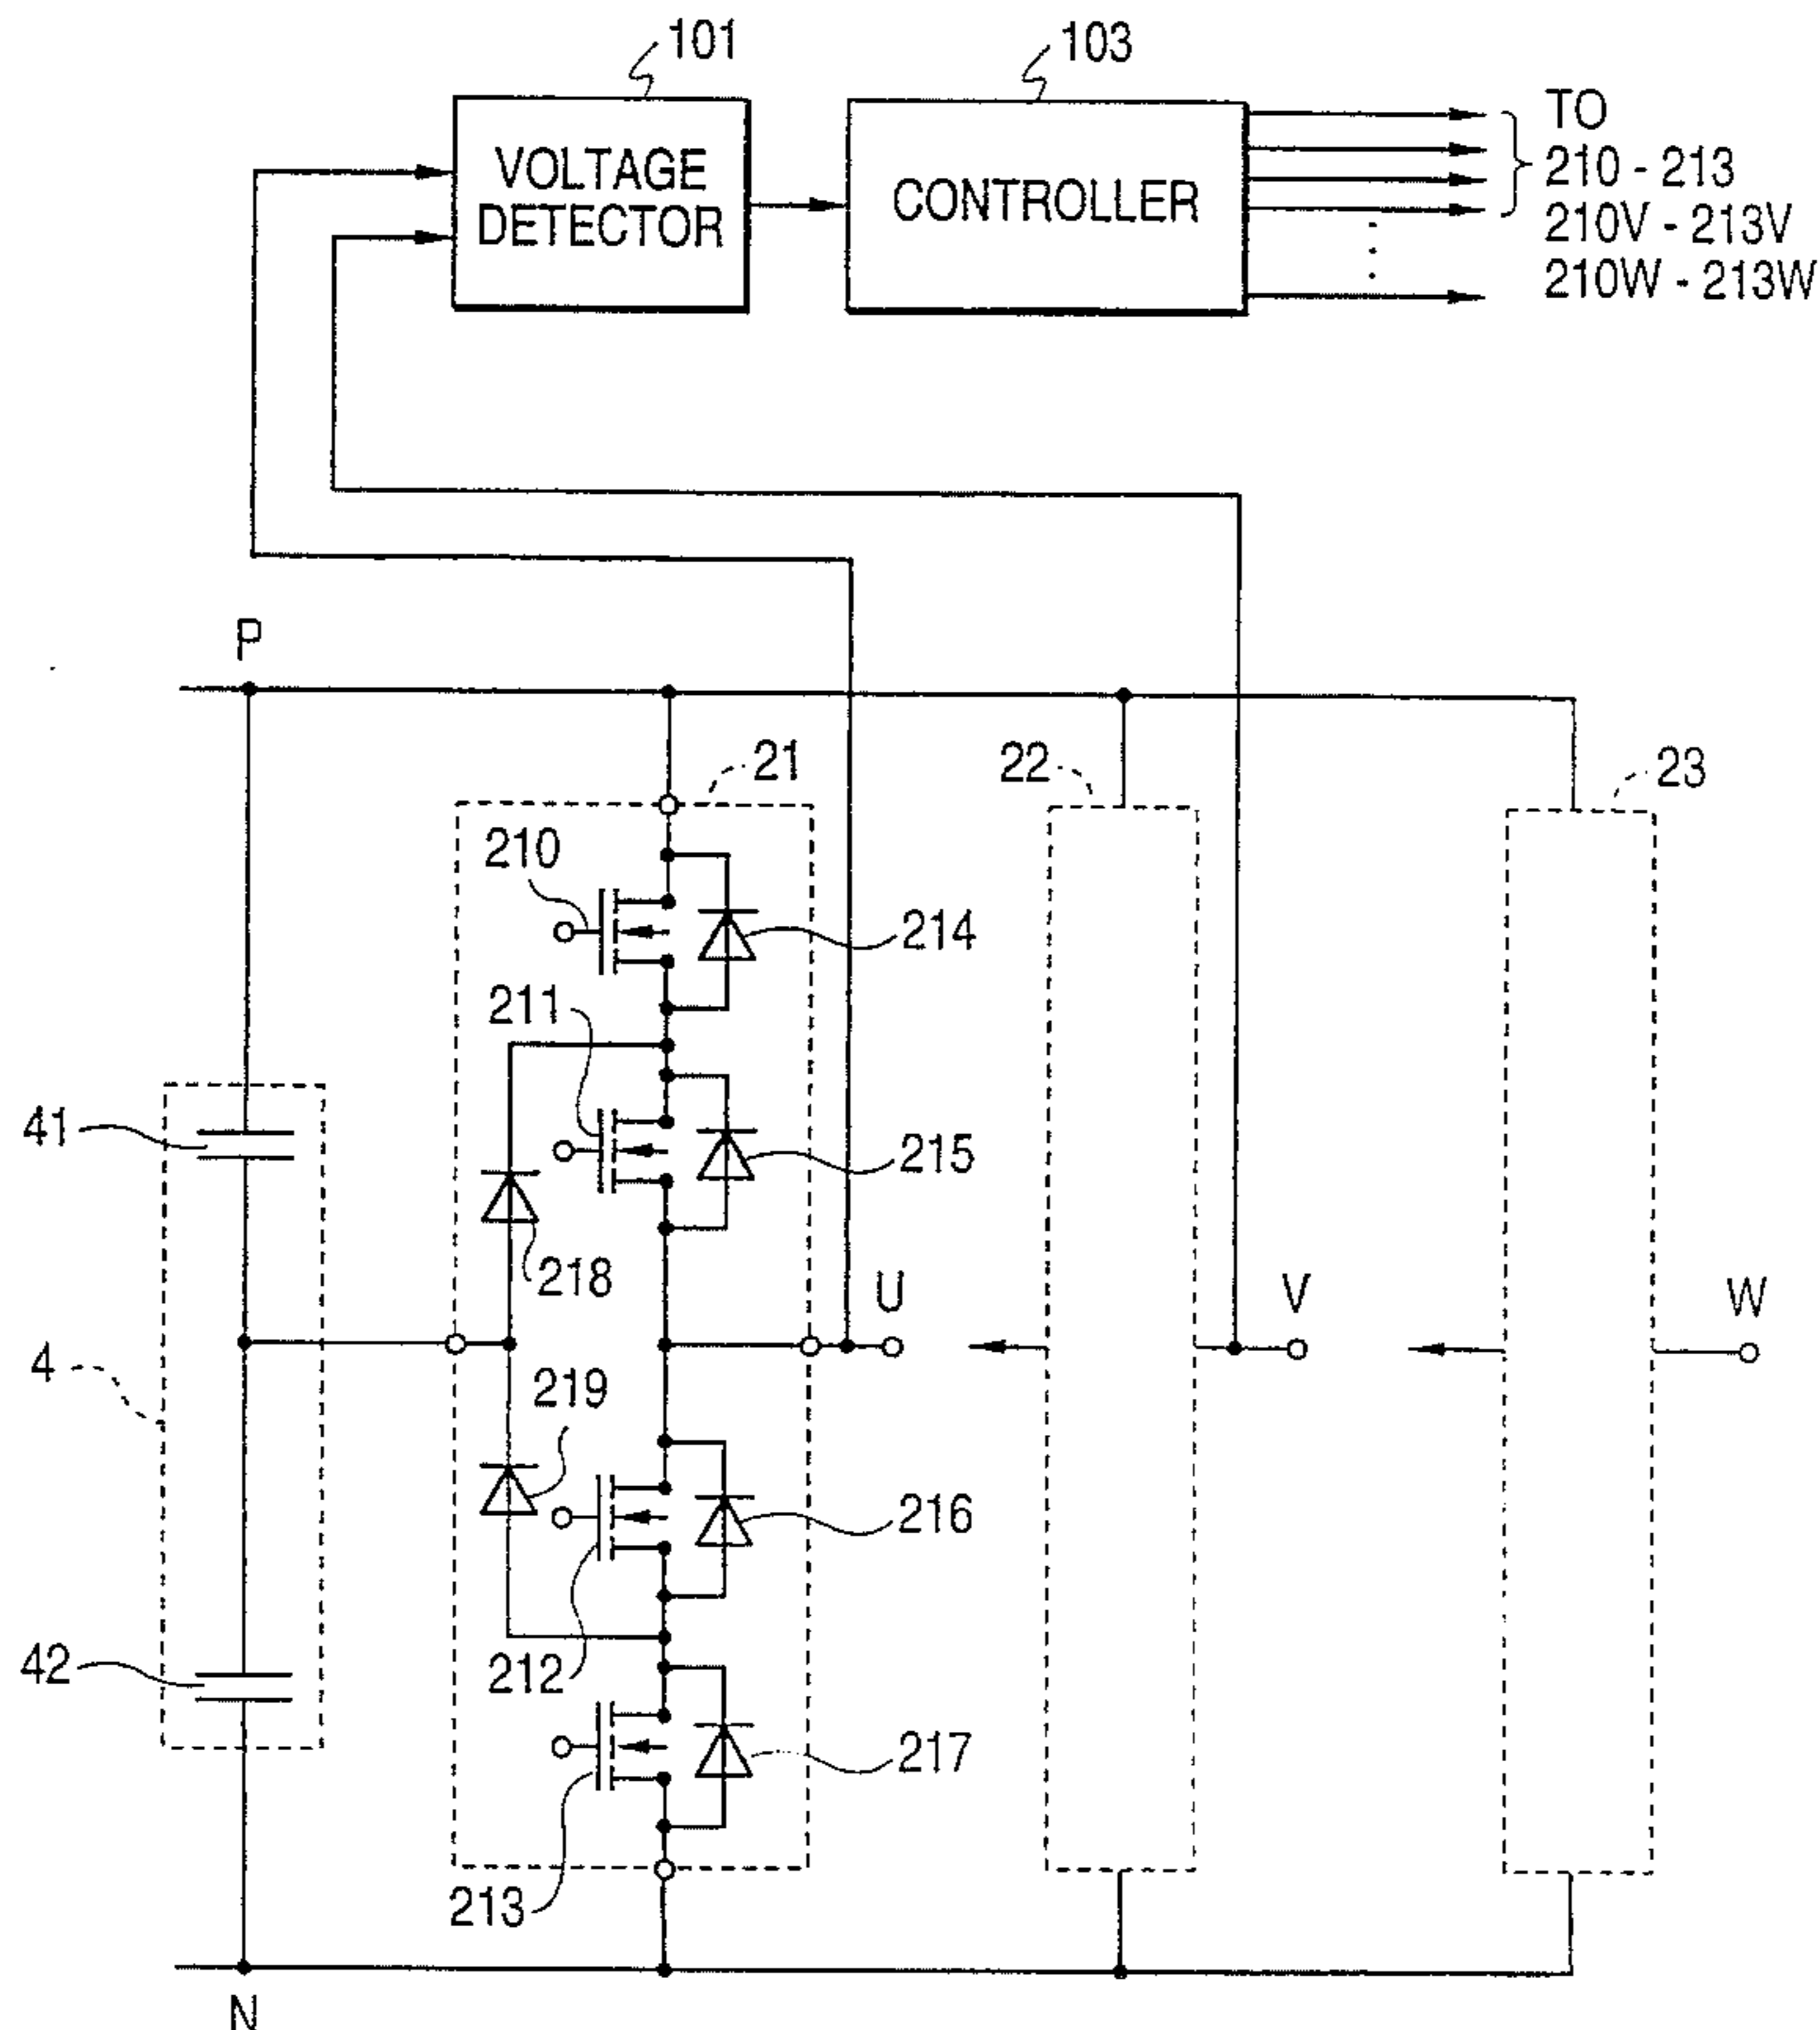 101
103
VOLTAGE
DETECTOR
CONTROLLER
TO
210 - 213
210V - 213V
210W - 213W
P
21
22
23
210
214
211
41
215
218
U
V
W
4
219
216
42
212
217
213
N